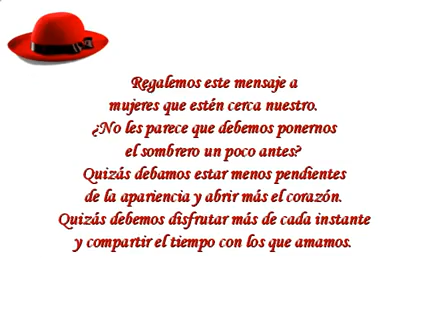 Regalemos este mensaje a
mujeres que estén cerca nuestro.
¿No les parece que debemos ponernos
el sombrero un poco antes?
Quizás debamos estar menos pendientes
de la apariencia y abrir más el corazón.
Quizás debemos disfrutar más de cada instante
y compartir el tiempo con los que amamos.